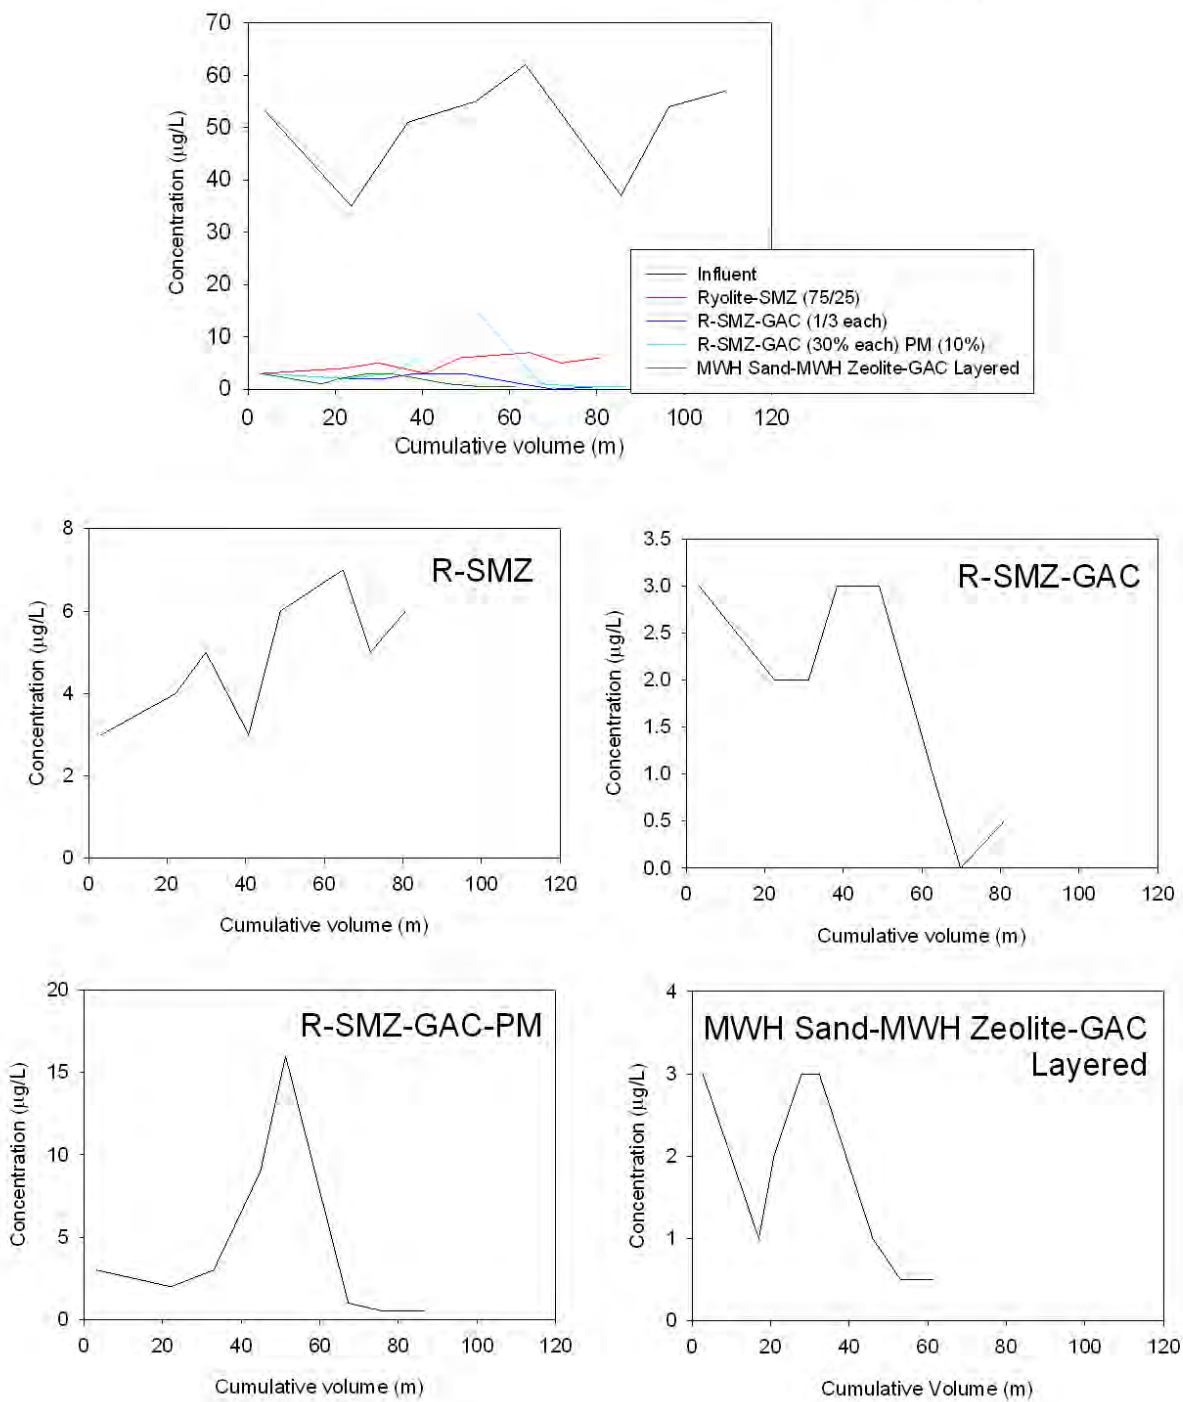 70
60
50
40
30
20
10
0
Concentration (µg/L)
0 20 40 60 80 100 120
Cumulative volume (m)
Influent
Ryolite-SMZ (75/25)
R-SMZ-GAC (1/3 each)
R-SMZ-GAC (30% each) PM (10%)
MWH Sand-MWH Zeolite-GAC Layered
R-SMZ
8
6
4
2
0
Concentration (µg/L)
0 20 40 60 80 100 120
Cumulative volume (m)
R-SMZ-GAC
3.5
3.0
2.5
2.0
1.5
1.0
0.5
0.0
Concentration (µg/L)
0 20 40 60 80 100 120
Cumulative volume (m)
R-SMZ-GAC-PM
20
15
10
5
0
Concentration (µg/L)
0 20 40 60 80 100 120
Cumulative volume (m)
MWH Sand-MWH Zeolite-GAC
Layered
4
3
2
1
0
Concentration (µg/L)
0 20 40 60 80 100 120
Cumulative Volume (m)